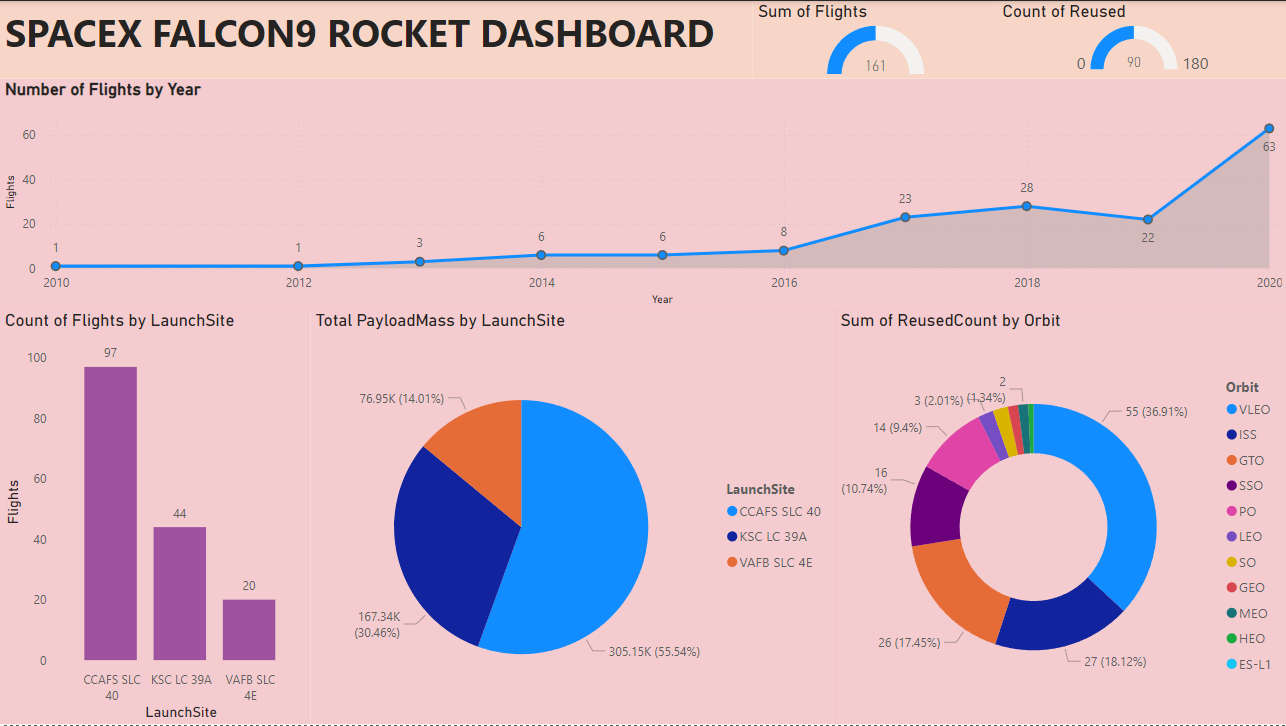 SPACEX FALCON9 ROCKET DASHBOARD
Sum of Flights
161
Count of Reused
0
90
180
Number of Flights by Year
Flights
60
40
20
0
1
1
3
6
6
8
23
28
22
63
2010
2012
2014
2016
2018
2020
Year
Count of Flights by LaunchSite
Flights
100
80
60
40
20
0
97
44
20
CCAFS SLC
40
KSC LC 39A
VAFB SLC
4E
LaunchSite
Total PayloadMass by LaunchSite
76.95K (14.01%)
167.34K
(30.46%)
305.15K (55.54%)
LaunchSite
CCAFS SLC 40
KSC LC 39A
VAFB SLC 4E
Sum of ReusedCount by Orbit
2
(1.34%)
3 (2.01%)
14 (9.4%)
16
(10.74%)
26 (17.45%)
27 (18.12%)
55 (36.91%)
Orbit
VLEO
ISS
GTO
SSO
PO
LEO
SO
GEO
MEO
HEO
ES-L1